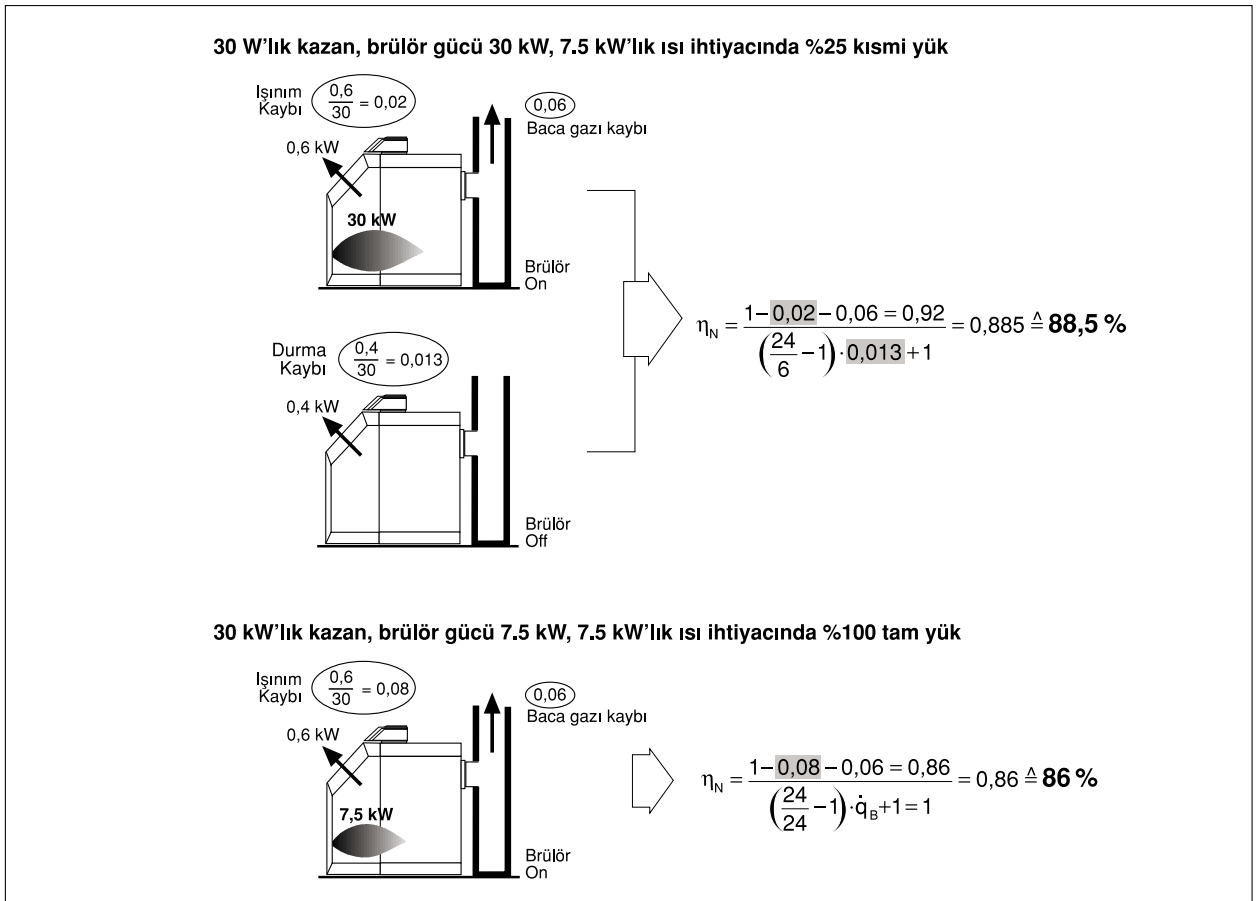 30 W'lık kazan, brülör gücü 30 kW, 7.5 kW'lık ısı ihtiyacında %25 kısmi yük
Işınım
Kaybı
0,6/30 = 0,02
0,6 kW
30 kW
0,06
Baca gazı kaybı
Brülör
On
Durma
Kaybı
0,4/30 = 0,013
0,4 kW
Brülör
Off
η_N = (1−0,02−0,06 = 0,92) / ((24/6 −1)·0,013+1) = 0,885 ≙ 88,5 %
30 kW'lık kazan, brülör gücü 7.5 kW, 7.5 kW'lık ısı ihtiyacında %100 tam yük
Işınım
Kaybı
0,6/30 = 0,08
0,6 kW
7,5 kW
0,06
Baca gazı kaybı
Brülör
On
η_N = (1−0,08−0,06 = 0,86) / ((24/24 −1)·q̇_B+1 = 1) = 0,86 ≙ 86 %